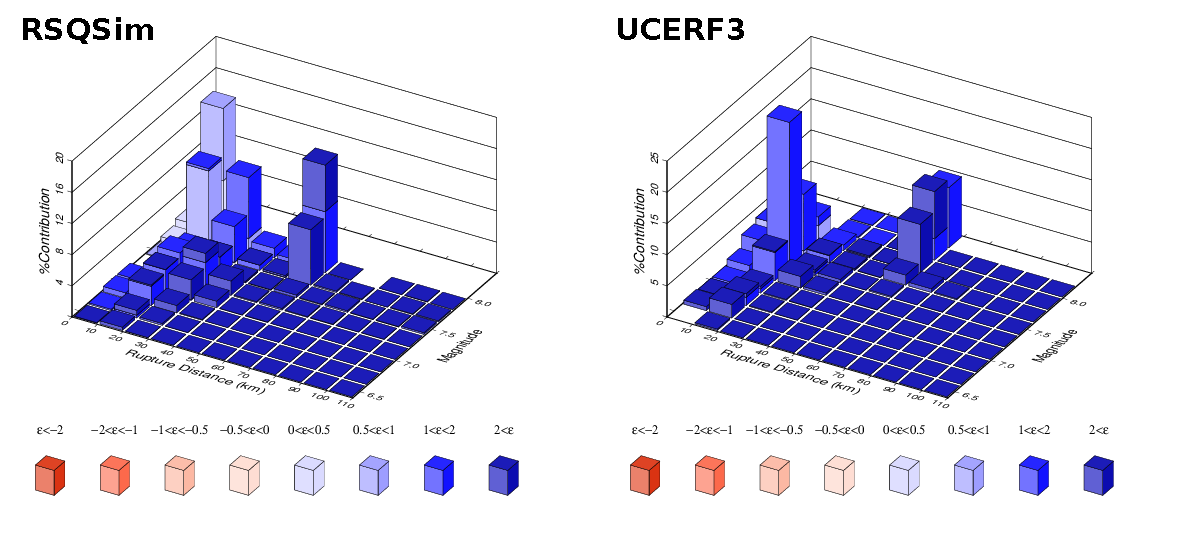 RSQSim
%Contribution
20
16
12
8
4
0
10
20
30
40
50
60
70
80
90
100
110
Rupture Distance (km)
6.5
7.0
7.5
8.0
Magnitude
ε<−2
−2<ε<−1
−1<ε<−0.5
−0.5<ε<0
0<ε<0.5
0.5<ε<1
1<ε<2
2<ε
UCERF3
%Contribution
25
20
15
10
5
0
10
20
30
40
50
60
70
80
90
100
110
Rupture Distance (km)
6.5
7.0
7.5
8.0
Magnitude
ε<−2
−2<ε<−1
−1<ε<−0.5
−0.5<ε<0
0<ε<0.5
0.5<ε<1
1<ε<2
2<ε